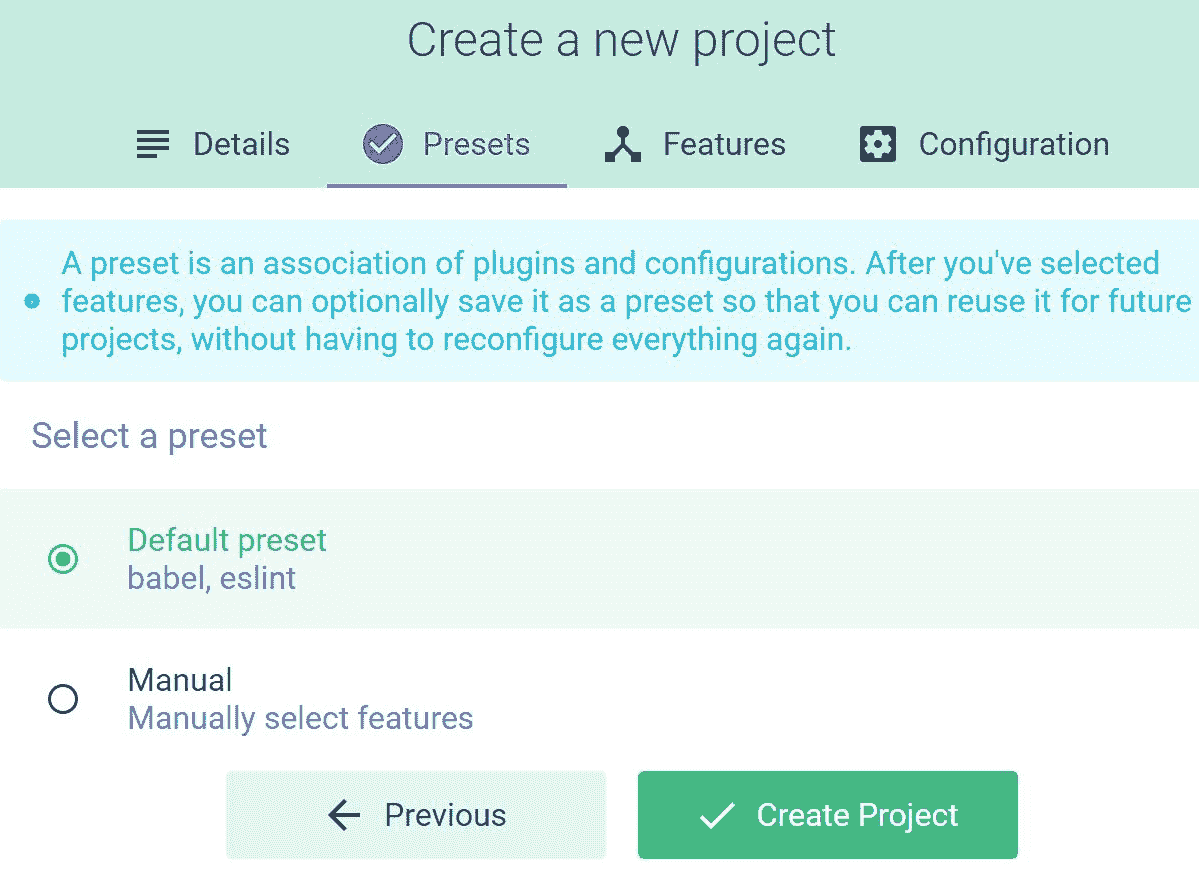 Create a new project
Details Presets Features Configuration
A preset is an association of plugins and configurations. After you've selected
features, you can optionally save it as a preset so that you can reuse it for future
projects, without having to reconfigure everything again.
Select a preset
Default preset
babel, eslint
Manual
Manually select features
Previous Create Project